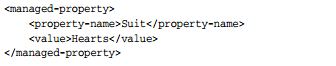 <managed-property>
    <property-name>Suit</property-name>
    <value>Hearts</value>
</managed-property>